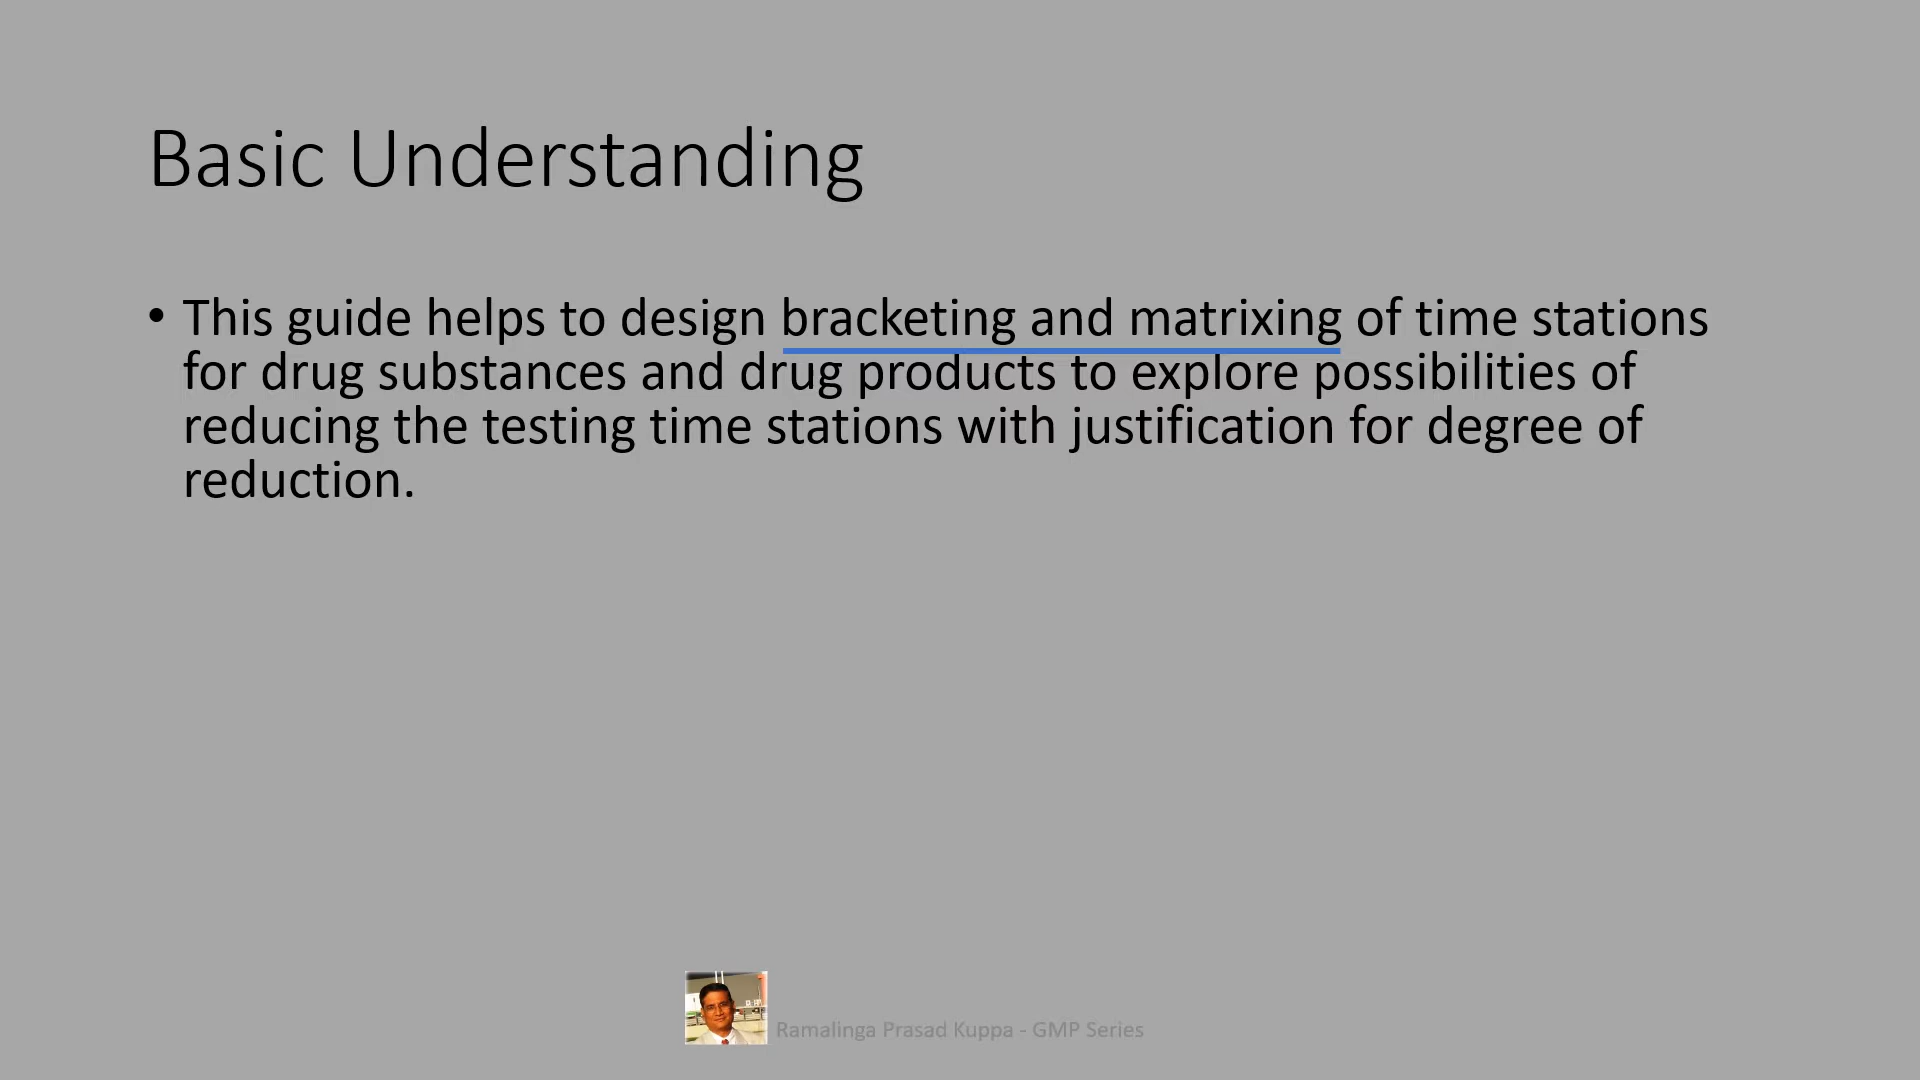 Basic Understanding
• This guide helps to design bracketing and matrixing of time stations
for drug substances and drug products to explore possibilities of
reducing the testing time stations with justification for degree of
reduction.
Ramalinga Prasad Kuppa - GMP Series